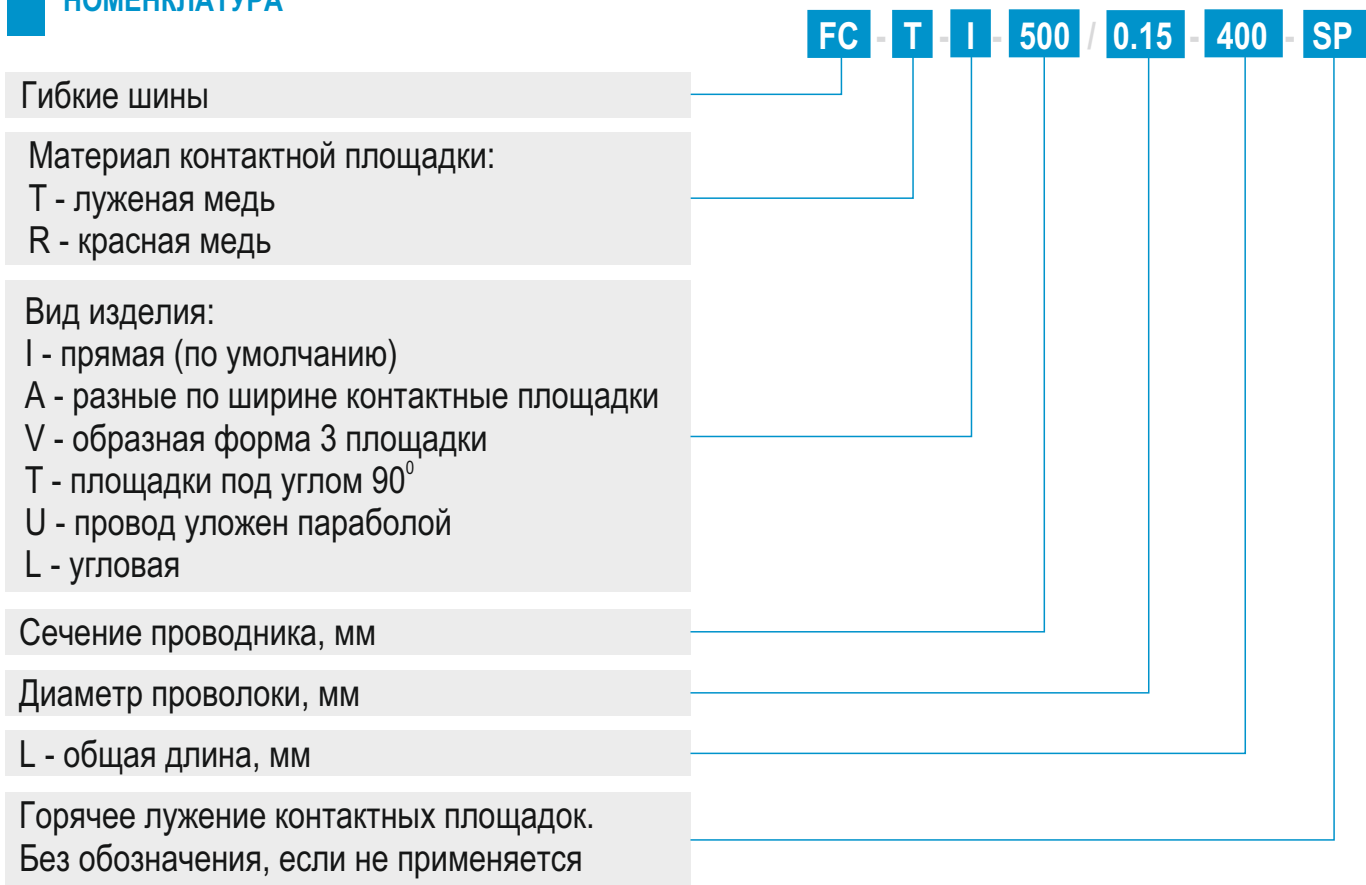 НОМЕНКЛАТУРА
FC - T - I - 500 / 0.15 - 400 - SP
Гибкие шины
Материал контактной площадки:
T - луженая медь
R - красная медь
Вид изделия:
I - прямая (по умолчанию)
A - разные по ширине контактные площадки
V - образная форма 3 площадки
T - площадки под углом 90⁰
U - провод уложен параболой
L - угловая
Сечение проводника, мм
Диаметр проволоки, мм
L - общая длина, мм
Горячее лужение контактных площадок.
Без обозначения, если не применяется